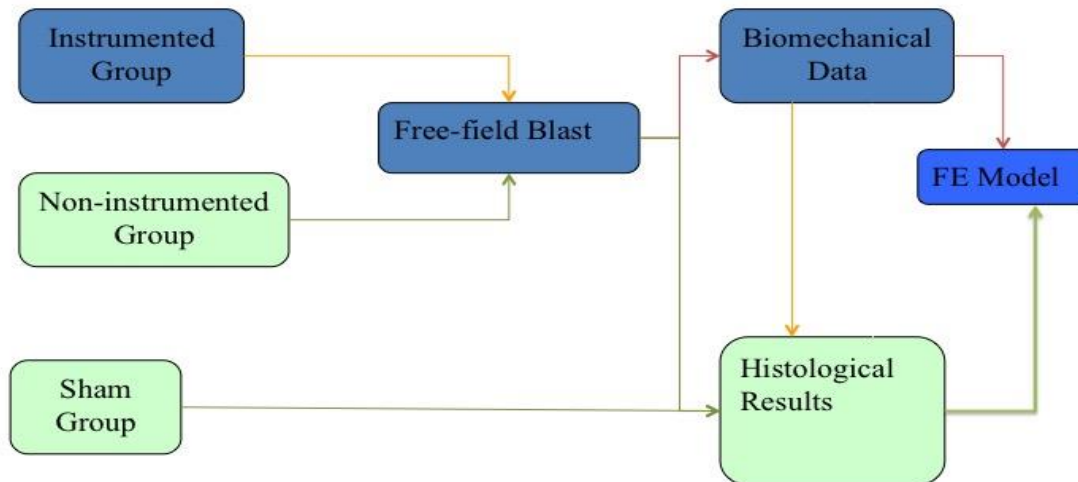 Instrumented
Group
Biomechanical
Data
Free-field Blast
FE Model
Non-instrumented
Group
Sham
Group
Histological
Results